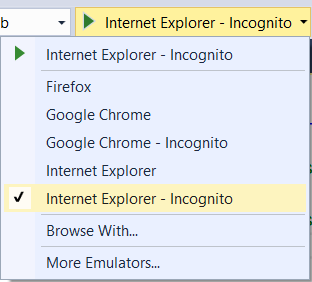 b
Internet Explorer - Incognito
Internet Explorer - Incognito
Firefox
Google Chrome
Google Chrome - Incognito
Internet Explorer
Internet Explorer - Incognito
Browse With...
More Emulators...